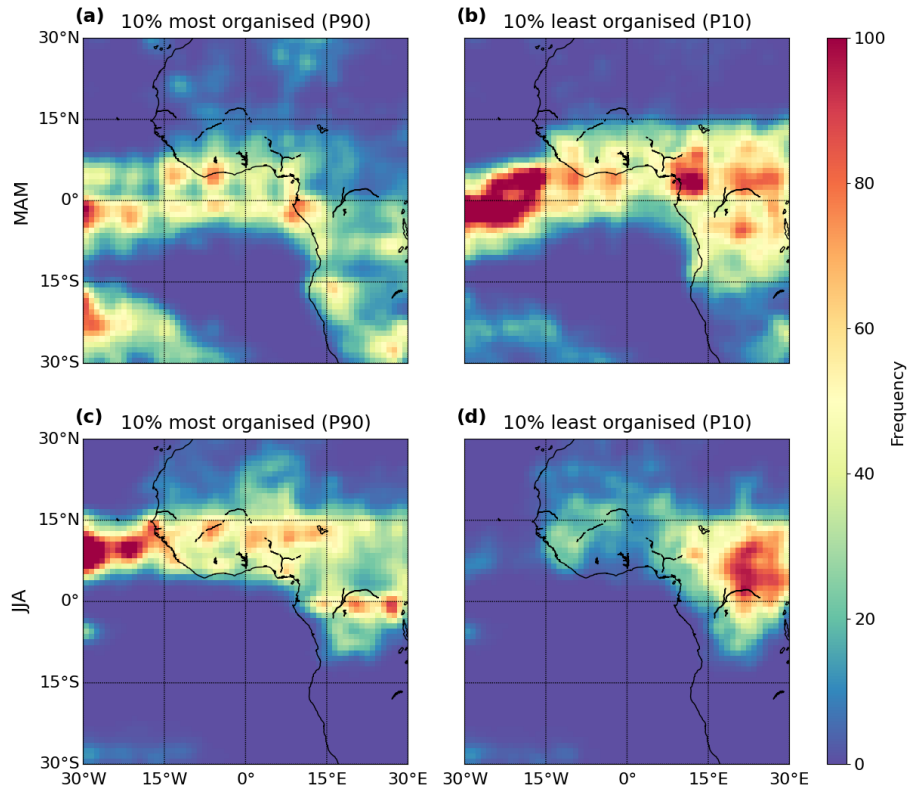 (a) 10% most organised (P90)
(b) 10% least organised (P10)
30°N
15°N
0°
15°S
30°S
MAM
100
80
60
40
20
0
Frequency
(c) 10% most organised (P90)
(d) 10% least organised (P10)
30°N
15°N
0°
15°S
30°S
JJA
30°W 15°W 0° 15°E 30°E
30°W 15°W 0° 15°E 30°E